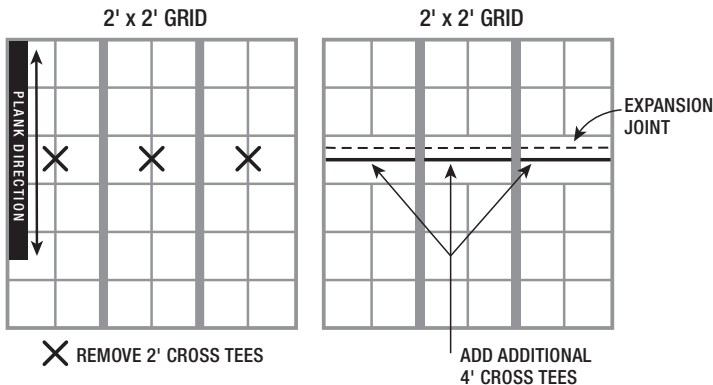 2' x 2' GRID
PLANK DIRECTION
REMOVE 2' CROSS TEES
2' x 2' GRID
EXPANSION
JOINT
ADD ADDITIONAL
4' CROSS TEES